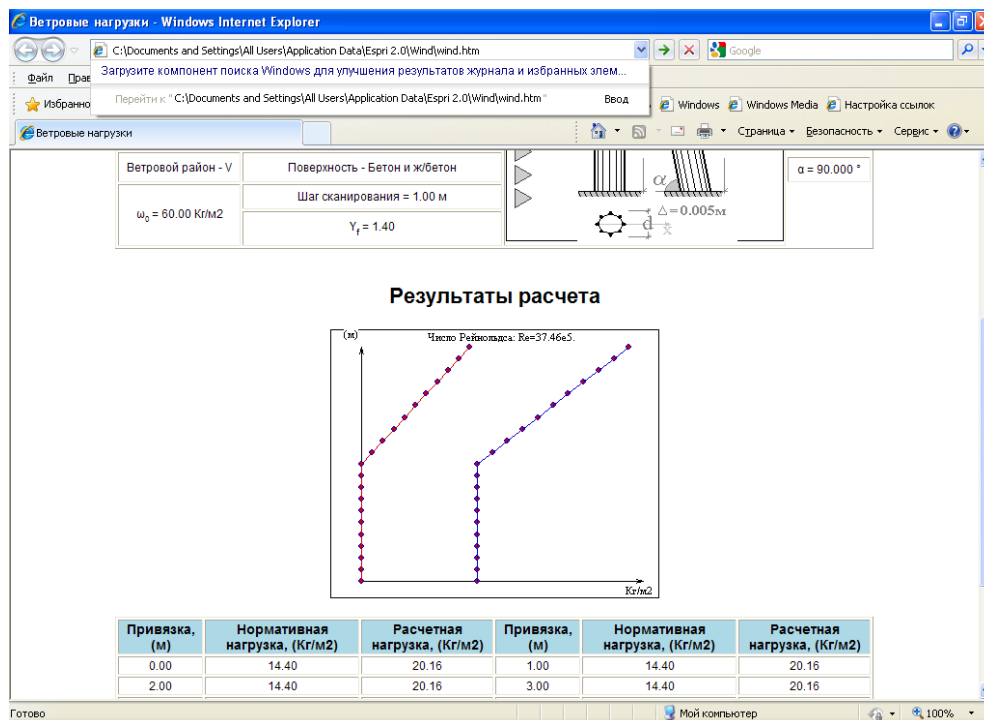 Ветровые нагрузки - Windows Internet Explorer
C:\Documents and Settings\All Users\Application Data\Espri 2.0\Wind\wind.htm
Google
Загрузите компонент поиска Windows для улучшения результатов журнала и избранных элем...
Файл Прав
Перейти к "C:\Documents and Settings\All Users\Application Data\Espri 2.0\Wind\wind.htm" Ввод
Избранно Windows Windows Media Настройка ссылок
Ветровые нагрузки
Страница Безопасность Сервис
Ветровой район - V
Поверхность - Бетон и ж/бетон
α
α = 90.000 °
Шаг сканирования = 1.00 м
ω0 = 60.00 Кг/м2
Δ=0.005м
Yf = 1.40
d
x
Результаты расчета
(м)
Число Рейнольдса: Re=37.46e5.
Кг/м2
Привязка, (м) Нормативная нагрузка, (Кг/м2) Расчетная нагрузка, (Кг/м2) Привязка, (м) Нормативная нагрузка, (Кг/м2) Расчетная нагрузка, (Кг/м2)
0.00 14.40 20.16 1.00 14.40 20.16
2.00 14.40 20.16 3.00 14.40 20.16
Готово
Мой компьютер
100%